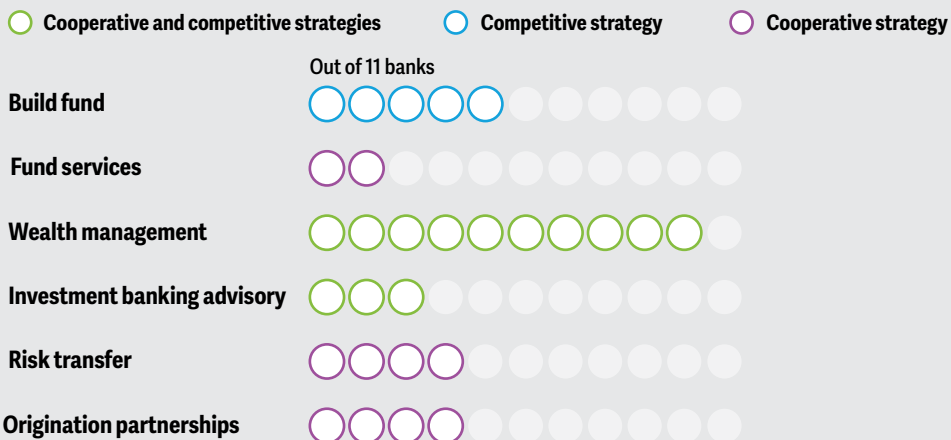 Cooperative and competitive strategies Competitive strategy Cooperative strategy
Out of 11 banks
Build fund
Fund services
Wealth management
Investment banking advisory
Risk transfer
Origination partnerships